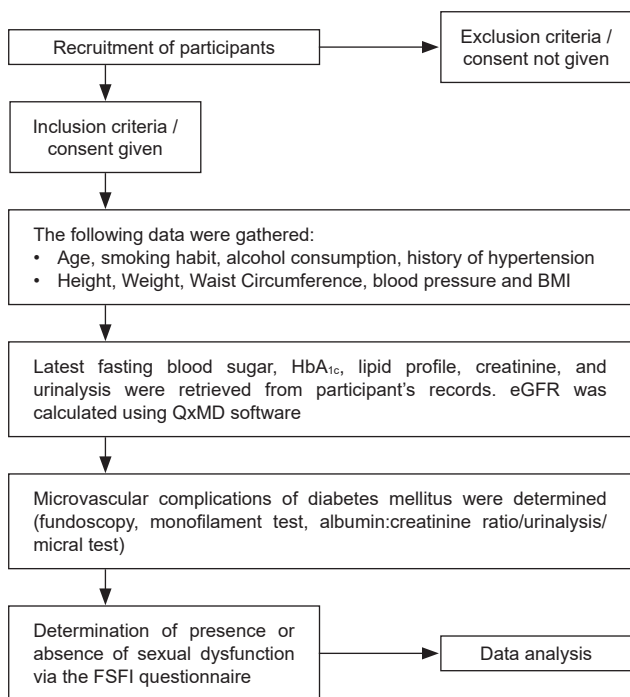 Recruitment of participants
Exclusion criteria /
consent not given
Inclusion criteria /
consent given
The following data were gathered:
• Age, smoking habit, alcohol consumption, history of hypertension
• Height, Weight, Waist Circumference, blood pressure and BMI
Latest fasting blood sugar, HbA1c, lipid profile, creatinine, and
urinalysis were retrieved from participant's records. eGFR was
calculated using QxMD software
Microvascular complications of diabetes mellitus were determined
(fundoscopy, monofilament test, albumin:creatinine ratio/urinalysis/
micral test)
Determination of presence or
absence of sexual dysfunction
via the FSFI questionnaire
Data analysis